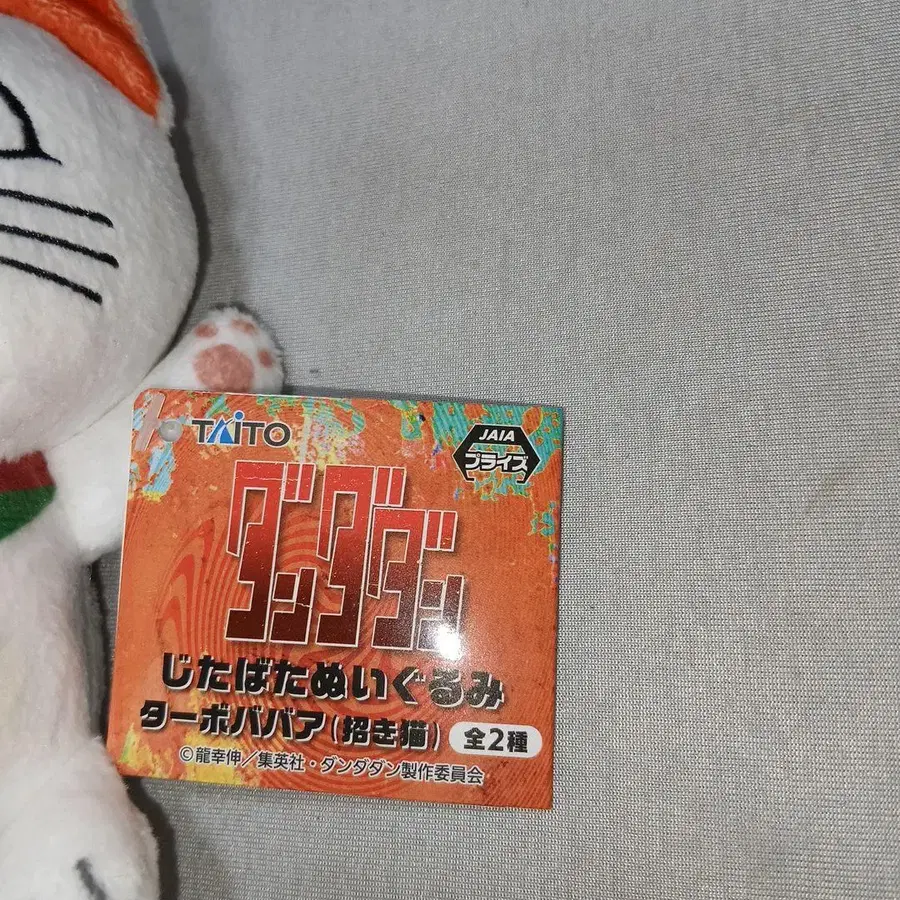 TAITO
JAIA
プライズ
ダンダダン
じたばたぬいぐるみ
ターボババア(招き猫) 全2種
©龍幸伸/集英社・ダンダダン製作委員会